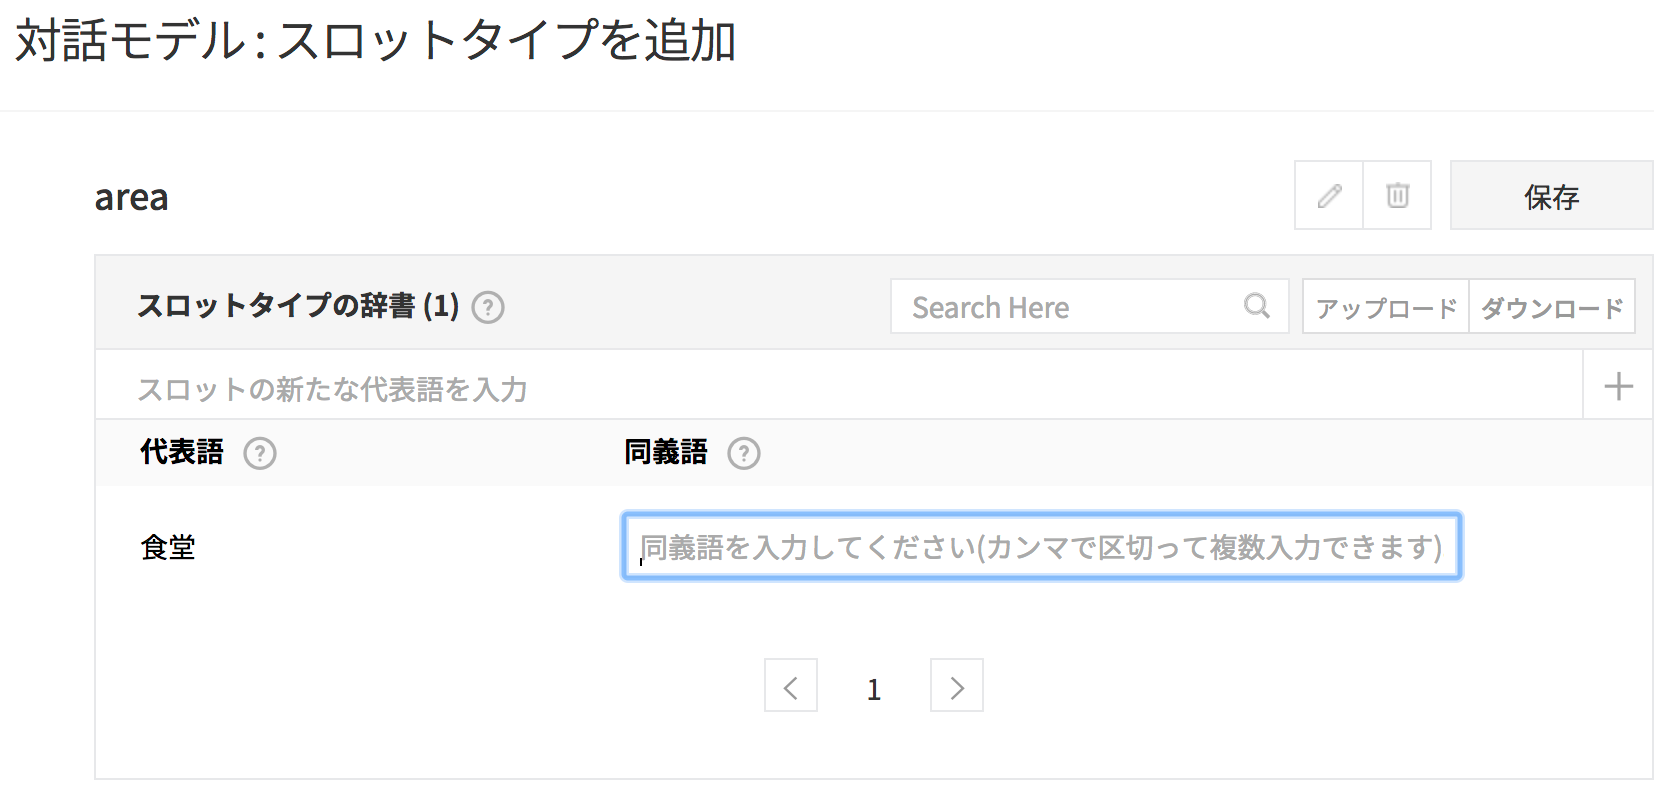 対話モデル : スロットタイプを追加
area
保存
スロットタイプの辞書 (1) ?
Search Here
アップロード
ダウンロード
スロットの新たな代表語を入力
代表語 ?
同義語 ?
食堂
同義語を入力してください(カンマで区切って複数入力できます)
1